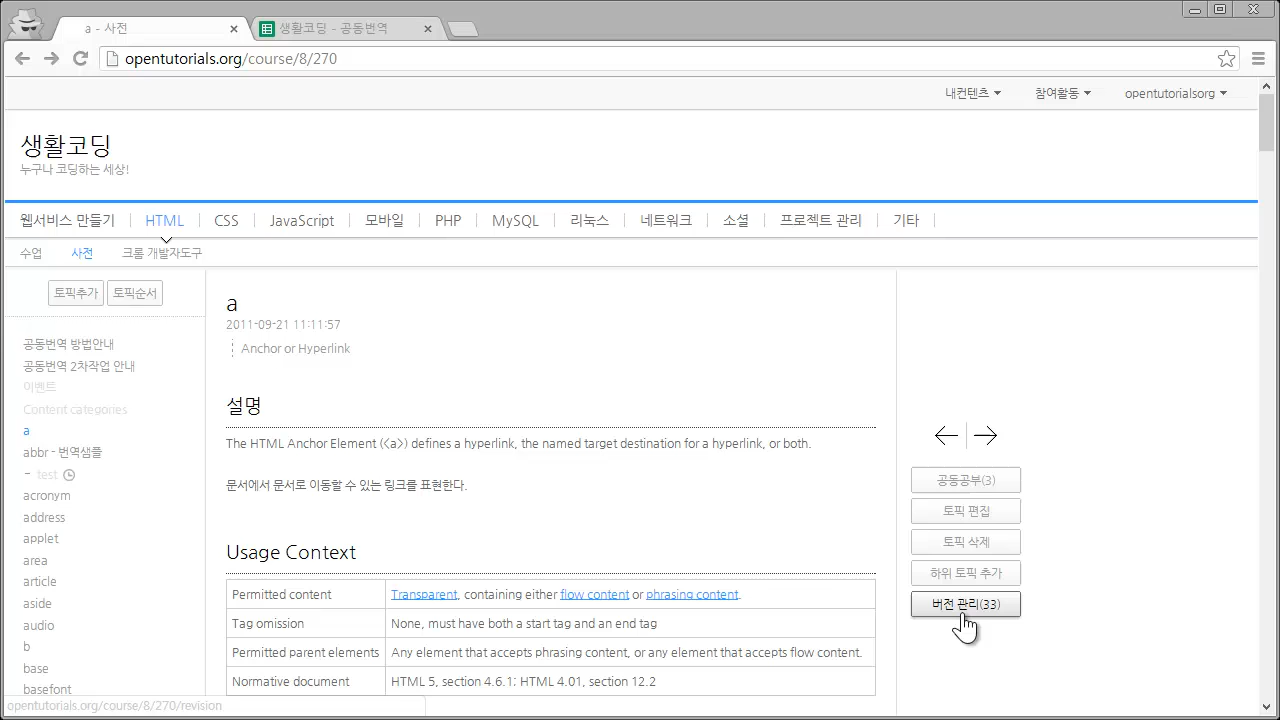 a - 사전
생활코딩 - 공동번역
opentutorials.org/course/8/270
내컨텐츠
참여활동
opentutorialsorg
생활코딩
누구나 코딩하는 세상!
웹서비스 만들기
HTML
CSS
JavaScript
모바일
PHP
MySQL
리눅스
네트워크
소셜
프로젝트 관리
기타
수업
사전
크롬 개발자도구
토픽추가
토픽순서
공동번역 방법안내
공동번역 2차작업 안내
이벤트
Content categories
a
abbr - 번역샘플
- test
acronym
address
applet
area
article
aside
audio
b
base
basefont
a
2011-09-21 11:11:57
Anchor or Hyperlink
설명
The HTML Anchor Element (<a>) defines a hyperlink, the named target destination for a hyperlink, or both.
문서에서 문서로 이동할 수 있는 링크를 표현한다.
Usage Context
Permitted content Transparent, containing either flow content or phrasing content.
Tag omission None, must have both a start tag and an end tag
Permitted parent elements Any element that accepts phrasing content, or any element that accepts flow content.
Normative document HTML 5, section 4.6.1; HTML 4.01, section 12.2
공동공부(3)
토픽 편집
토픽 삭제
하위 토픽 추가
버전 관리(33)
opentutorials.org/course/8/270/revision